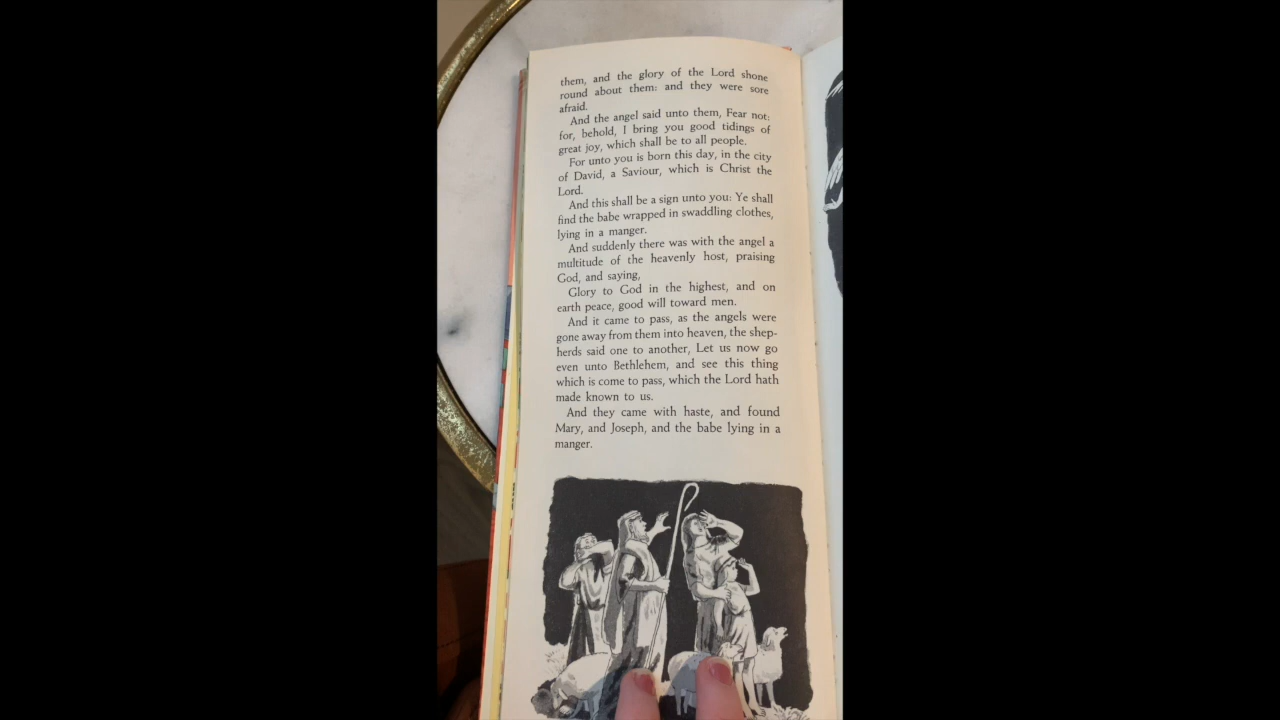 them, and the glory of the Lord shone
round about them: and they were sore
afraid.
And the angel said unto them, Fear not:
for, behold, I bring you good tidings of
great joy, which shall be to all people.
For unto you is born this day, in the city
of David, a Saviour, which is Christ the
Lord.
And this shall be a sign unto you: Ye shall
find the babe wrapped in swaddling clothes,
lying in a manger.
And suddenly there was with the angel a
multitude of the heavenly host, praising
God, and saying,
Glory to God in the highest, and on
earth peace, good will toward men.
And it came to pass, as the angels were
gone away from them into heaven, the shep-
herds said one to another, Let us now go
even unto Bethlehem, and see this thing
which is come to pass, which the Lord hath
made known to us.
And they came with haste, and found
Mary, and Joseph, and the babe lying in a
manger.